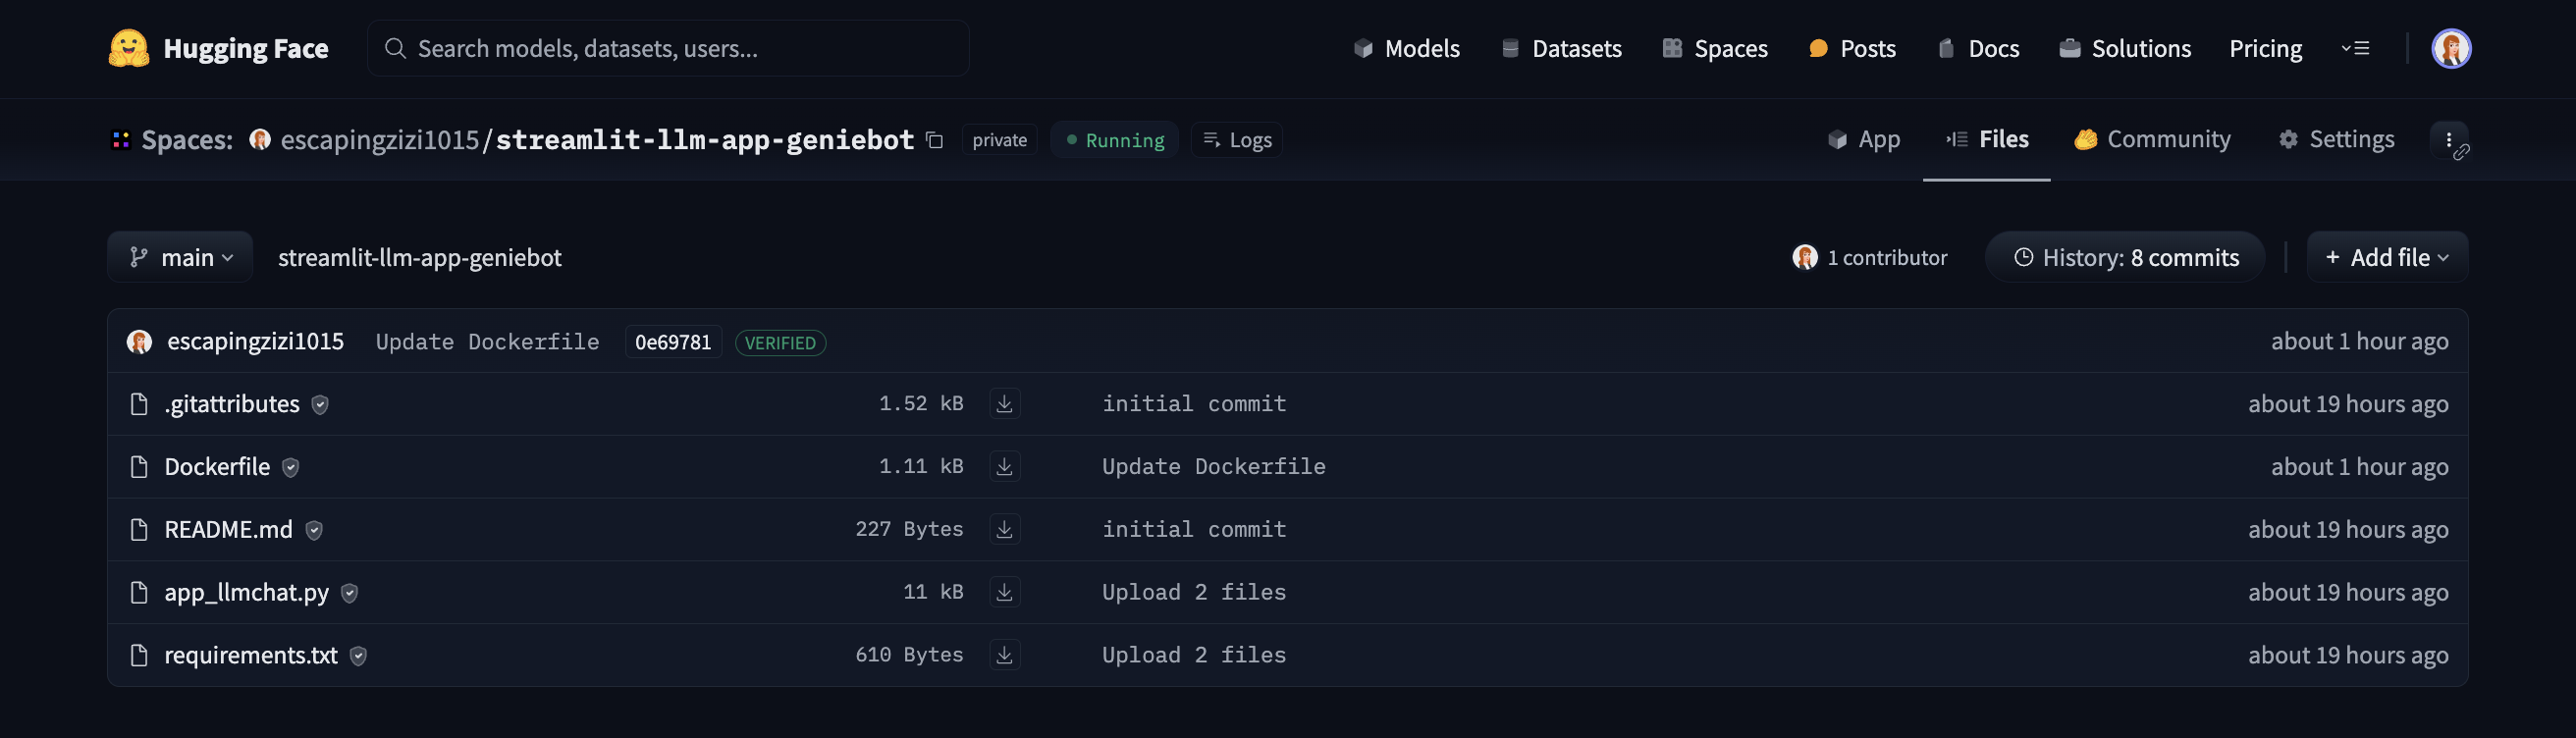 Hugging Face Search models, datasets, users... Models Datasets Spaces Posts Docs Solutions Pricing
Spaces: escapingzizi1015/streamlit-llm-app-geniebot private Running Logs App Files Community Settings
main streamlit-llm-app-geniebot 1 contributor History: 8 commits + Add file
escapingzizi1015 Update Dockerfile 0e69781 VERIFIED about 1 hour ago
.gitattributes 1.52 kB initial commit about 19 hours ago
Dockerfile 1.11 kB Update Dockerfile about 1 hour ago
README.md 227 Bytes initial commit about 19 hours ago
app_llmchat.py 11 kB Upload 2 files about 19 hours ago
requirements.txt 610 Bytes Upload 2 files about 19 hours ago